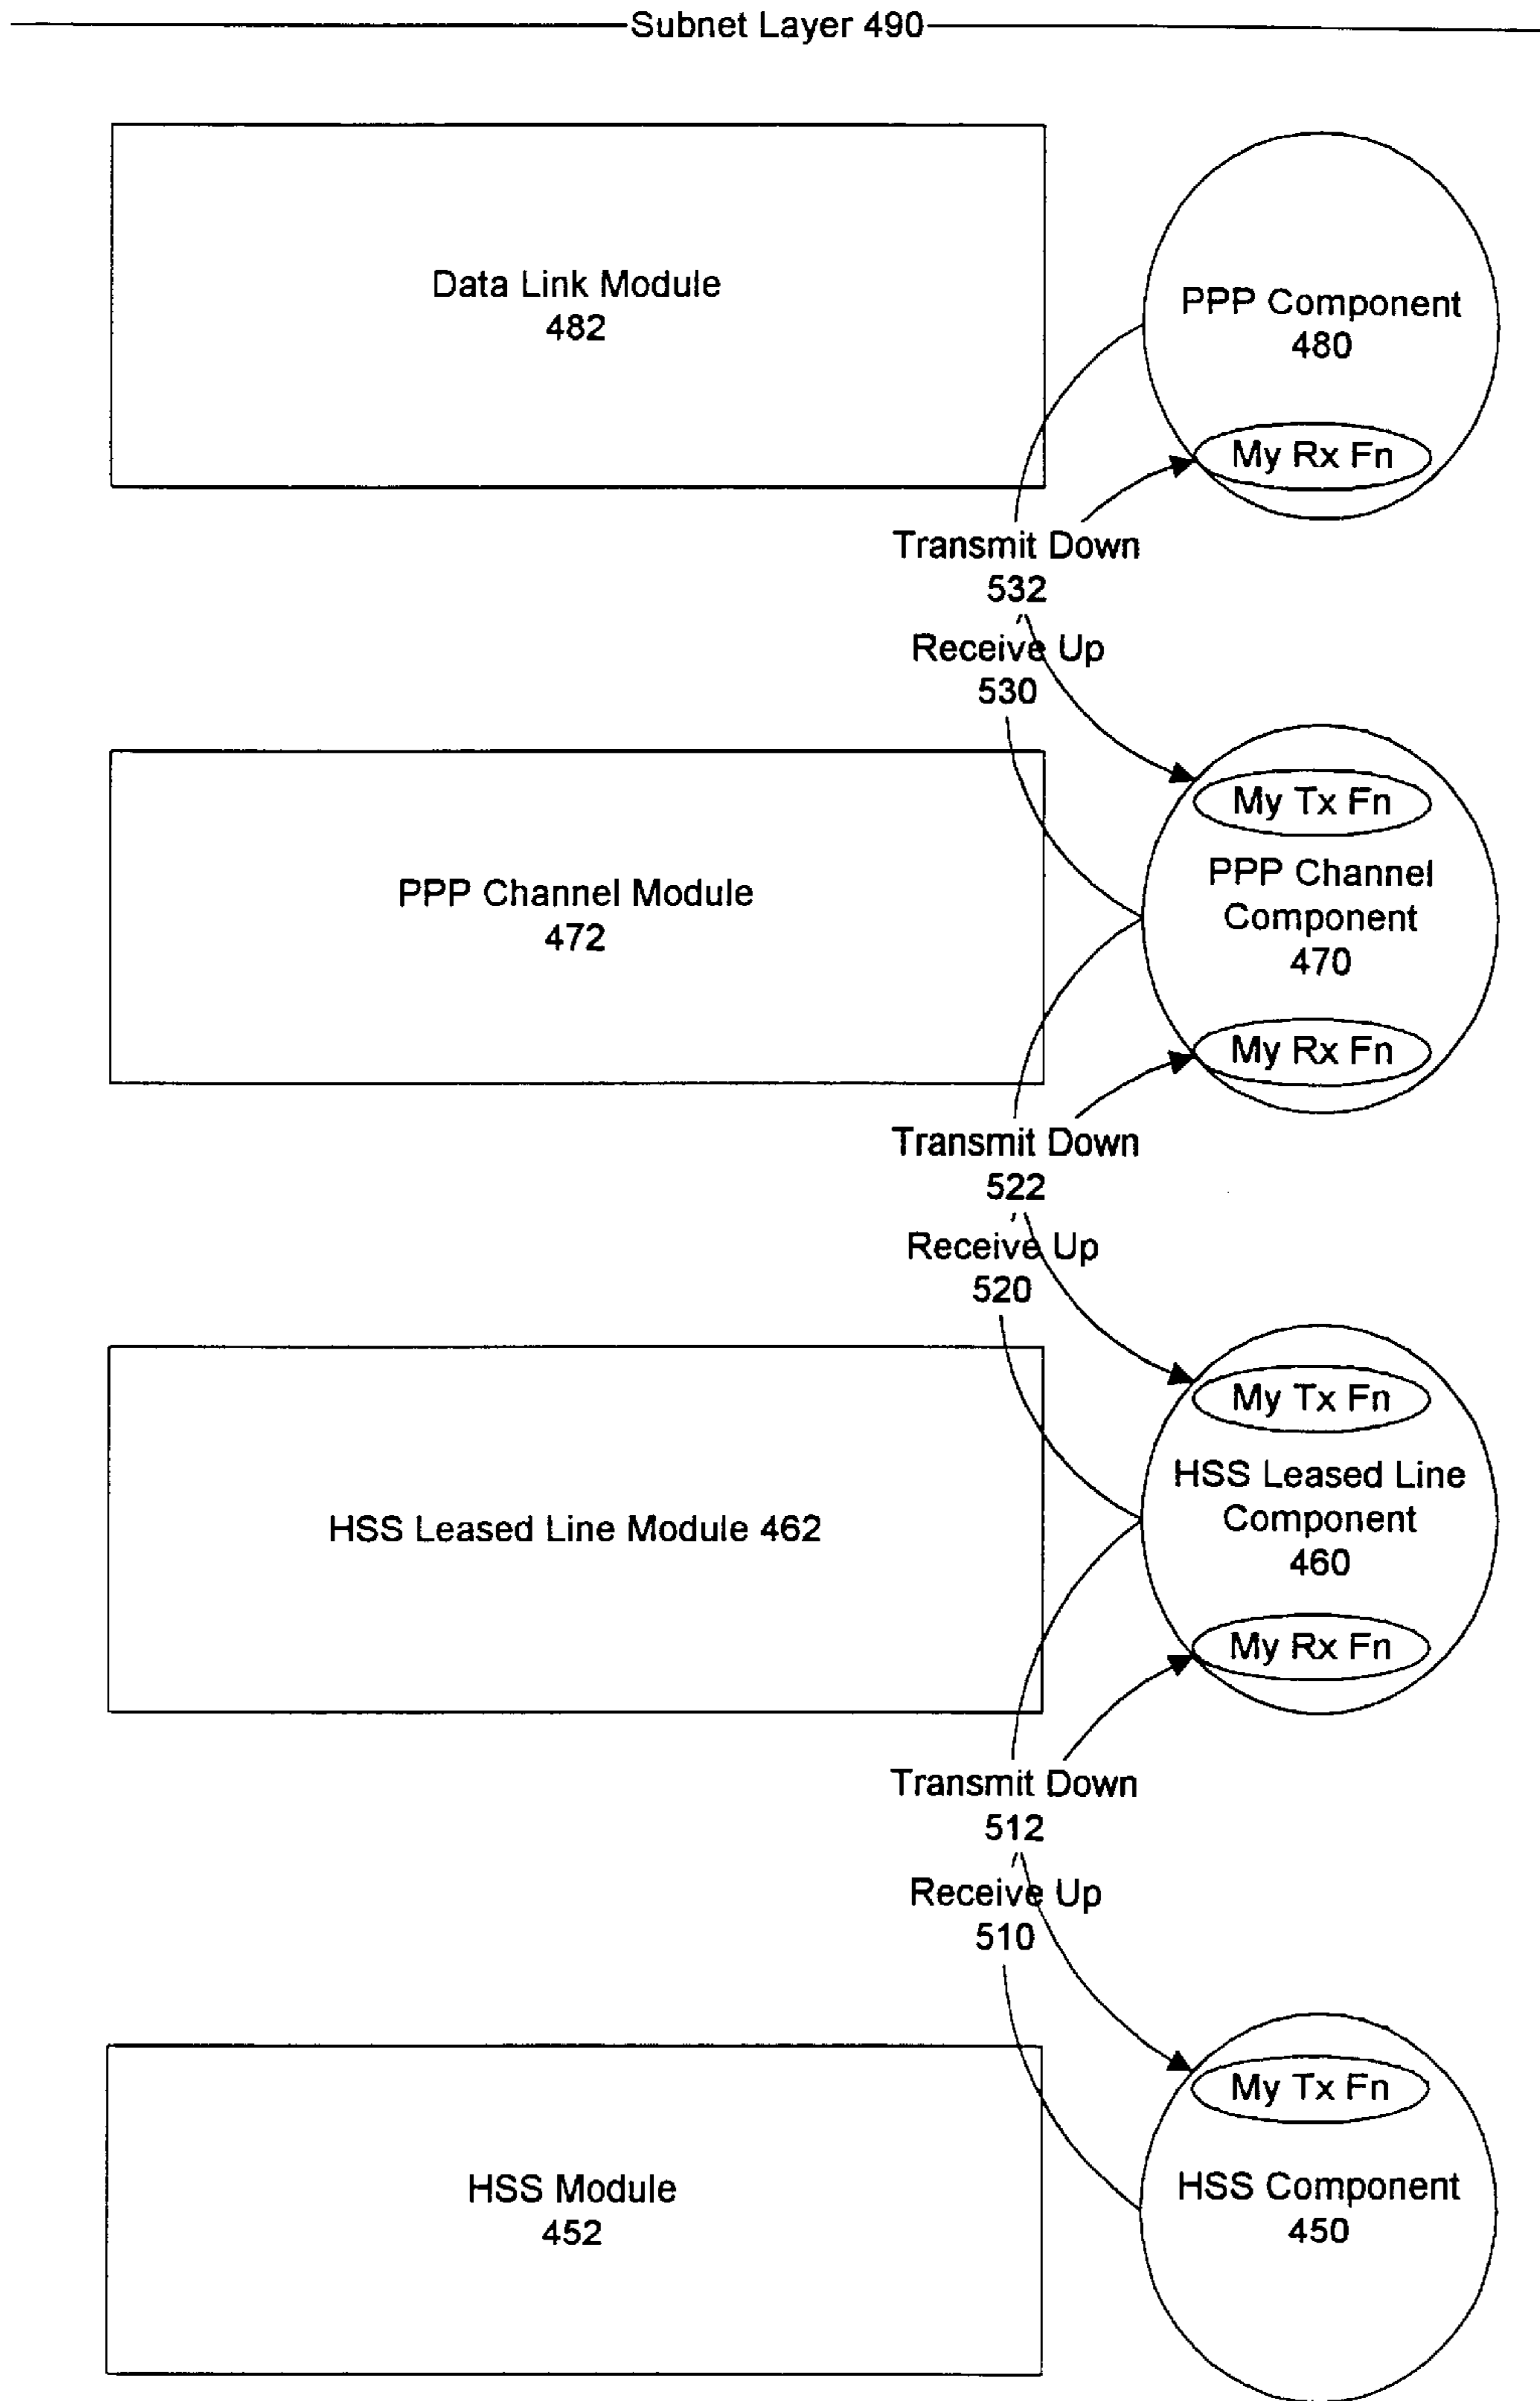 Subnet Layer 490
Data Link Module
482
PPP Component
480
My Rx Fn
Transmit Down
532
Receive Up
530
My Tx Fn
PPP Channel Module
472
PPP Channel
Component
470
My Rx Fn
Transmit Down
522
Receive Up
520
My Tx Fn
HSS Leased Line Module 462
HSS Leased Line
Component
460
My Rx Fn
Transmit Down
512
Receive Up
510
My Tx Fn
HSS Module
452
HSS Component
450